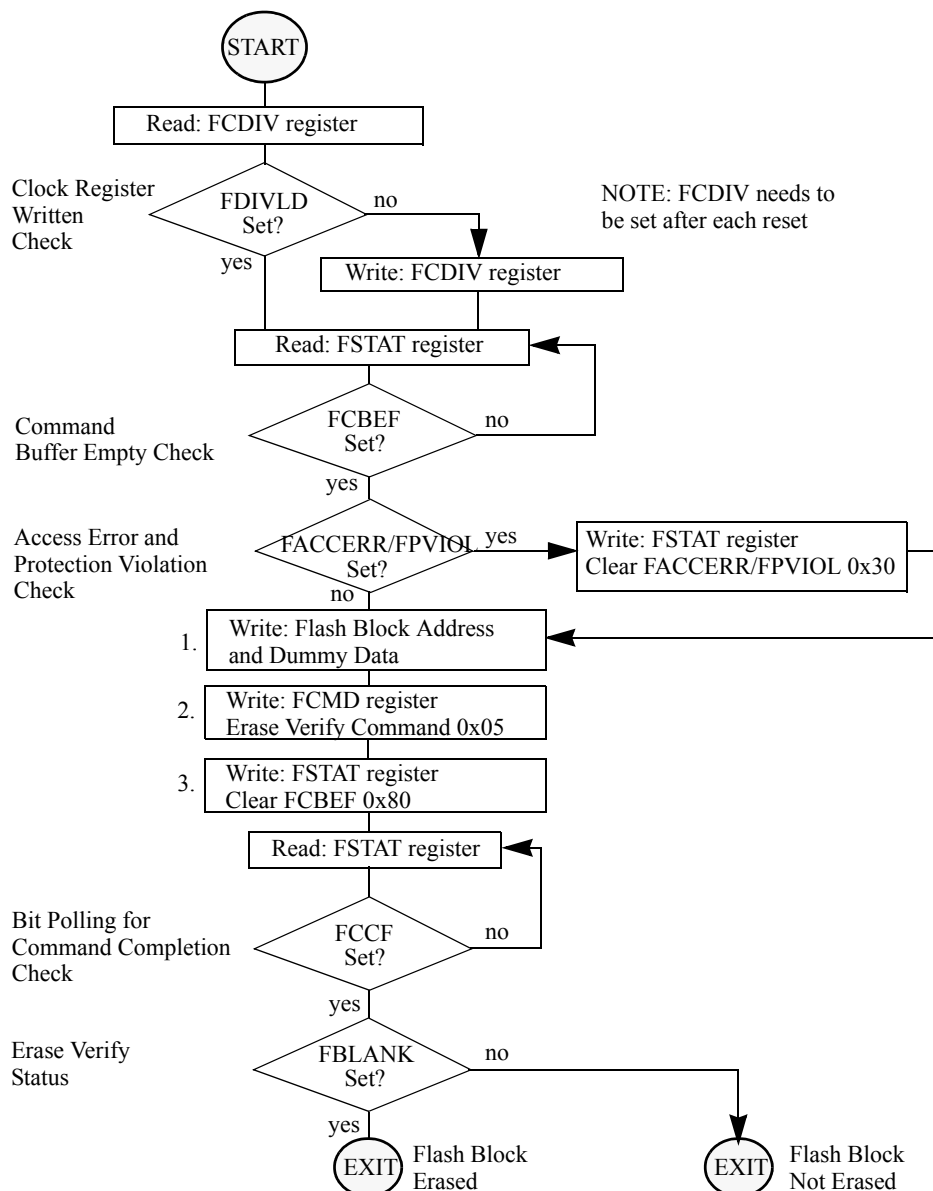 START
Read: FCDIV register
Clock Register
Written
Check
FDIVLD
Set?
no
yes
NOTE: FCDIV needs to
be set after each reset
Write: FCDIV register
Read: FSTAT register
Command
Buffer Empty Check
FCBEF
Set?
no
yes
Access Error and
Protection Violation
Check
FACCERR/FPVIOL
Set?
yes
no
Write: FSTAT register
Clear FACCERR/FPVIOL 0x30
1.
Write: Flash Block Address
and Dummy Data
2.
Write: FCMD register
Erase Verify Command 0x05
3.
Write: FSTAT register
Clear FCBEF 0x80
Read: FSTAT register
Bit Polling for
Command Completion
Check
FCCF
Set?
no
yes
Erase Verify
Status
FBLANK
Set?
no
yes
EXIT
Flash Block
Erased
EXIT
Flash Block
Not Erased